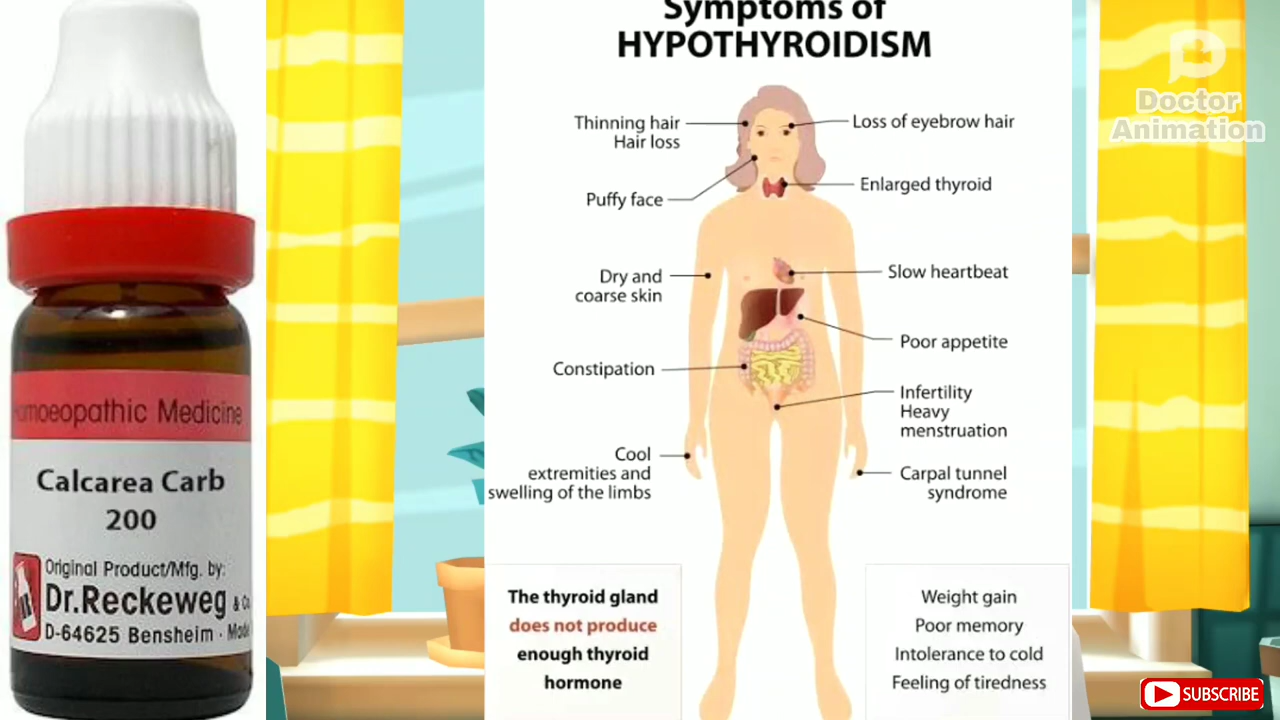 Symptoms of
HYPOTHYROIDISM
Thinning hair
Hair loss
Loss of eyebrow hair
Puffy face
Enlarged thyroid
Dry and
coarse skin
Slow heartbeat
Poor appetite
Constipation
Infertility
Heavy
menstruation
Cool
extremities and
swelling of the limbs
Carpal tunnel
syndrome
The thyroid gland
does not produce
enough thyroid
hormone
Weight gain
Poor memory
Intolerance to cold
Feeling of tiredness
Medicine
Calcarea Carb
200
Original Product/Mfg. by:
Dr.Reckeweg &
D-64625 Bensheim ·
Doctor
Animation
SUBSCRIBE